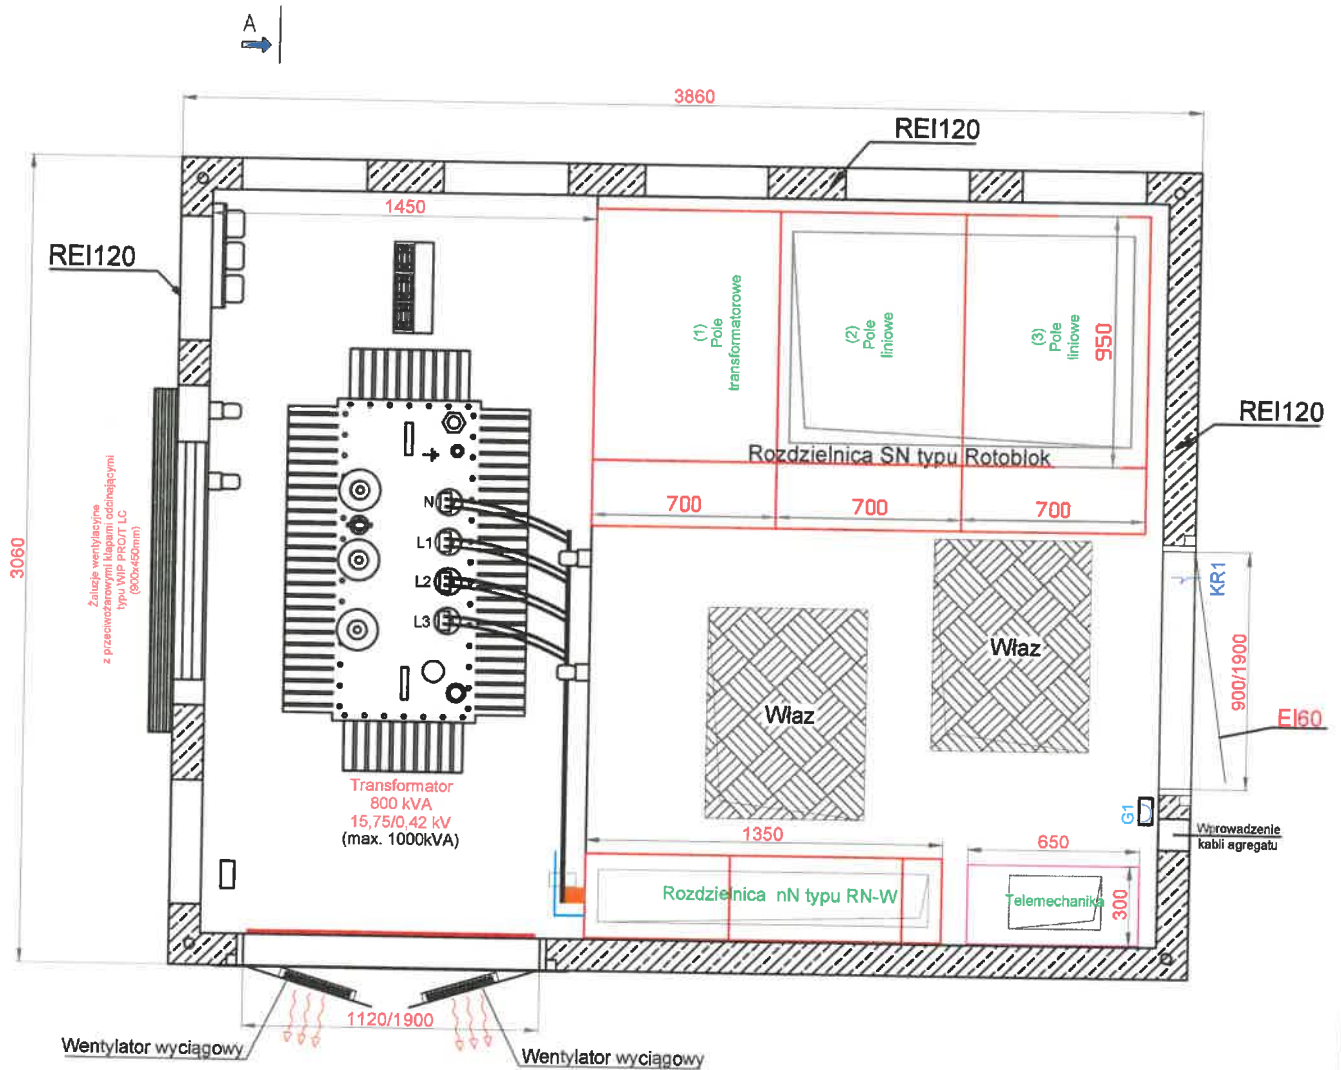 A
3860
REI120
1450
REI120
(1)
Pole
transformatorowe
(2)
Pole
liniowe
(3)
Pole
liniowe
950
REI120
Rozdzielnica SN typu Rotoblok
700
700
700
Żaluzje wentylacyjne
z przeciwpożarowymi klapami odcinającymi
typu WIP PRO/T LC
(900x450mm)
3060
N
L1
L2
L3
KR1
Właz
Właz
900/1900
EI60
Transformator
800 kVA
15,75/0,42 kV
(max. 1000kVA)
G1
1350
650
Wprowadzenie
kabli agregatu
Rozdzielnica nN typu RN-W
Telemechanika
300
1120/1900
Wentylator wyciągowy
Wentylator wyciągowy